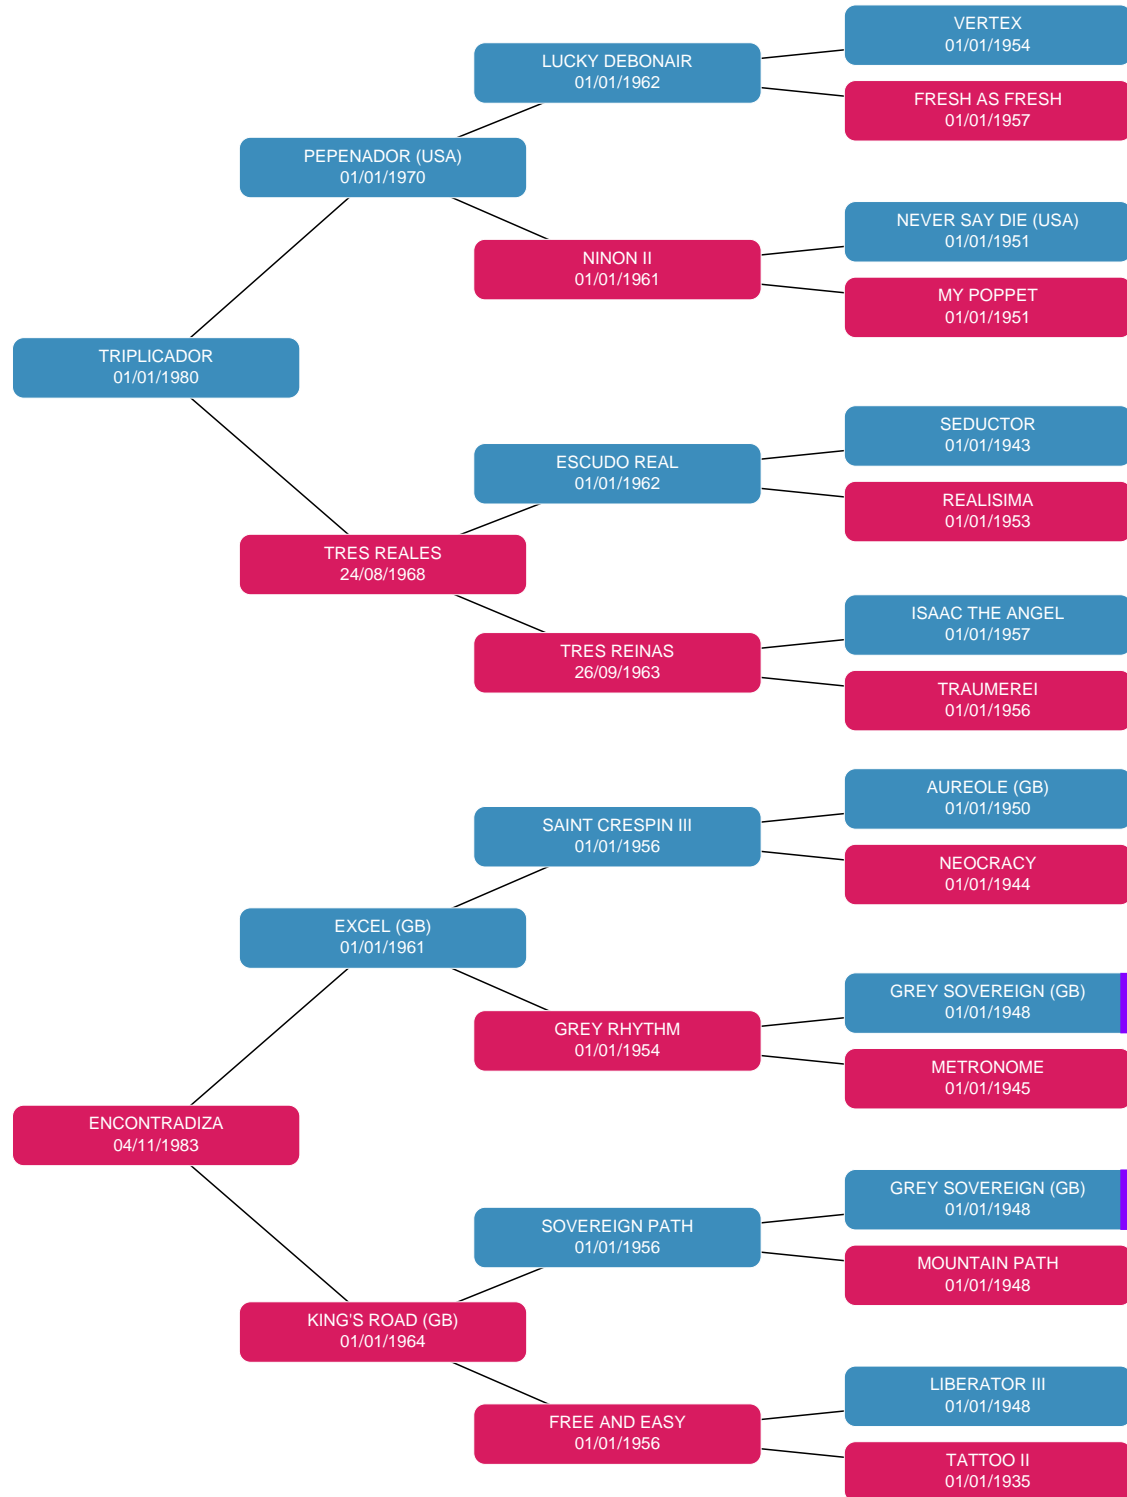 VERTEX
01/01/1954
LUCKY DEBONAIR
01/01/1962
FRESH AS FRESH
01/01/1957
PEPENADOR (USA)
01/01/1970
NEVER SAY DIE (USA)
01/01/1951
NINON II
01/01/1961
MY POPPET
01/01/1951
TRIPLICADOR
01/01/1980
SEDUCTOR
01/01/1943
ESCUDO REAL
01/01/1962
REALISIMA
01/01/1953
TRES REALES
24/08/1968
ISAAC THE ANGEL
01/01/1957
TRES REINAS
26/09/1963
TRAUMEREI
01/01/1956
AUREOLE (GB)
01/01/1950
SAINT CRESPIN III
01/01/1956
NEOCRACY
01/01/1944
EXCEL (GB)
01/01/1961
GREY SOVEREIGN (GB)
01/01/1948
GREY RHYTHM
01/01/1954
METRONOME
01/01/1945
ENCONTRADIZA
04/11/1983
GREY SOVEREIGN (GB)
01/01/1948
SOVEREIGN PATH
01/01/1956
MOUNTAIN PATH
01/01/1948
KING'S ROAD (GB)
01/01/1964
LIBERATOR III
01/01/1948
FREE AND EASY
01/01/1956
TATTOO II
01/01/1935